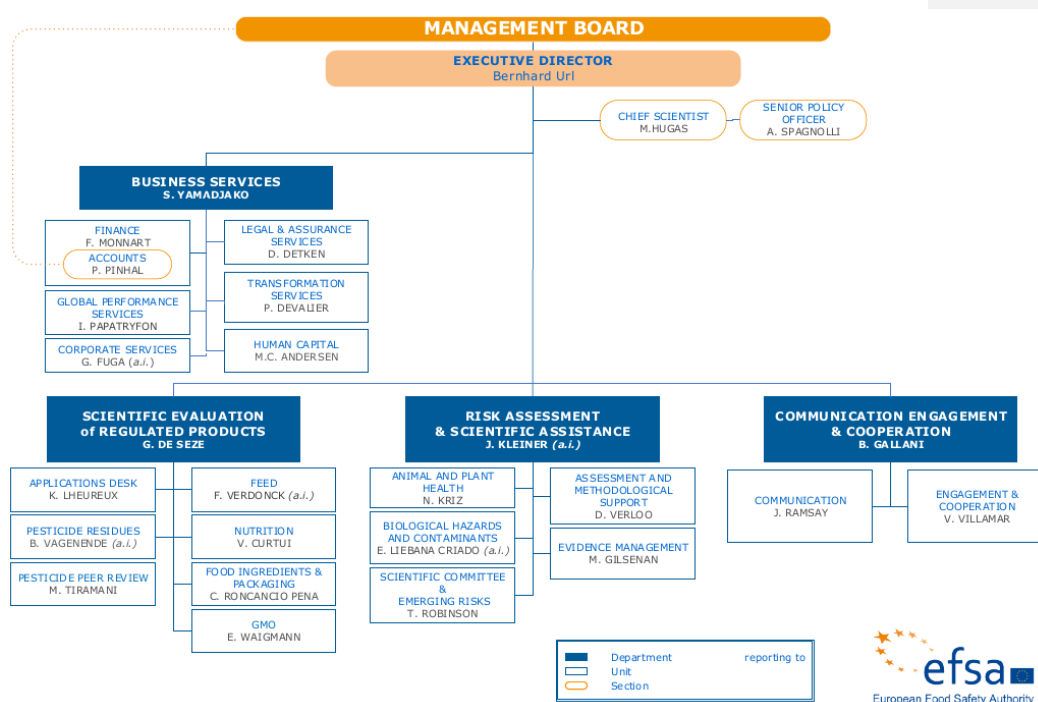 MANAGEMENT BOARD
EXECUTIVE DIRECTOR
Bernhard Url
CHIEF SCIENTIST
M.HUGAS
SENIOR POLICY
OFFICER
A. SPAGNOLLI
BUSINESS SERVICES
S. YAMADJAKO
FINANCE
F. MONNART
ACCOUNTS
P. PINHAL
LEGAL & ASSURANCE
SERVICES
D. DETKEN
GLOBAL PERFORMANCE
SERVICES
I. PAPATRYFON
TRANSFORMATION
SERVICES
P. DEVALIER
CORPORATE SERVICES
G. FUGA (a.i.)
HUMAN CAPITAL
M.C. ANDERSEN
SCIENTIFIC EVALUATION
of REGULATED PRODUCTS
G. DE SEZE
APPLICATIONS DESK
K. LHEUREUX
FEED
F. VERDONCK (a.i.)
PESTICIDE RESIDUES
B. VAGENENDE (a.i.)
NUTRITION
V. CURTUI
PESTICIDE PEER REVIEW
M. TIRAMANI
FOOD INGREDIENTS &
PACKAGING
C. RONCANCIO PENA
GMO
E. WAIGMANN
RISK ASSESSMENT
& SCIENTIFIC ASSISTANCE
J. KLEINER (a.i.)
ANIMAL AND PLANT
HEALTH
N. KRIZ
ASSESSMENT AND
METHODOLOGICAL
SUPPORT
D. VERLOO
BIOLOGICAL HAZARDS
AND CONTAMINANTS
E. LIEBANA CRIADO (a.i.)
EVIDENCE MANAGEMENT
M. GILSENAN
SCIENTIFIC COMMITTEE
&
EMERGING RISKS
T. ROBINSON
COMMUNICATION ENGAGEMENT
& COOPERATION
B. GALLANI
COMMUNICATION
J. RAMSAY
ENGAGEMENT &
COOPERATION
V. VILLAMAR
Department reporting to
Unit
Section
efsa
European Food Safety Authority